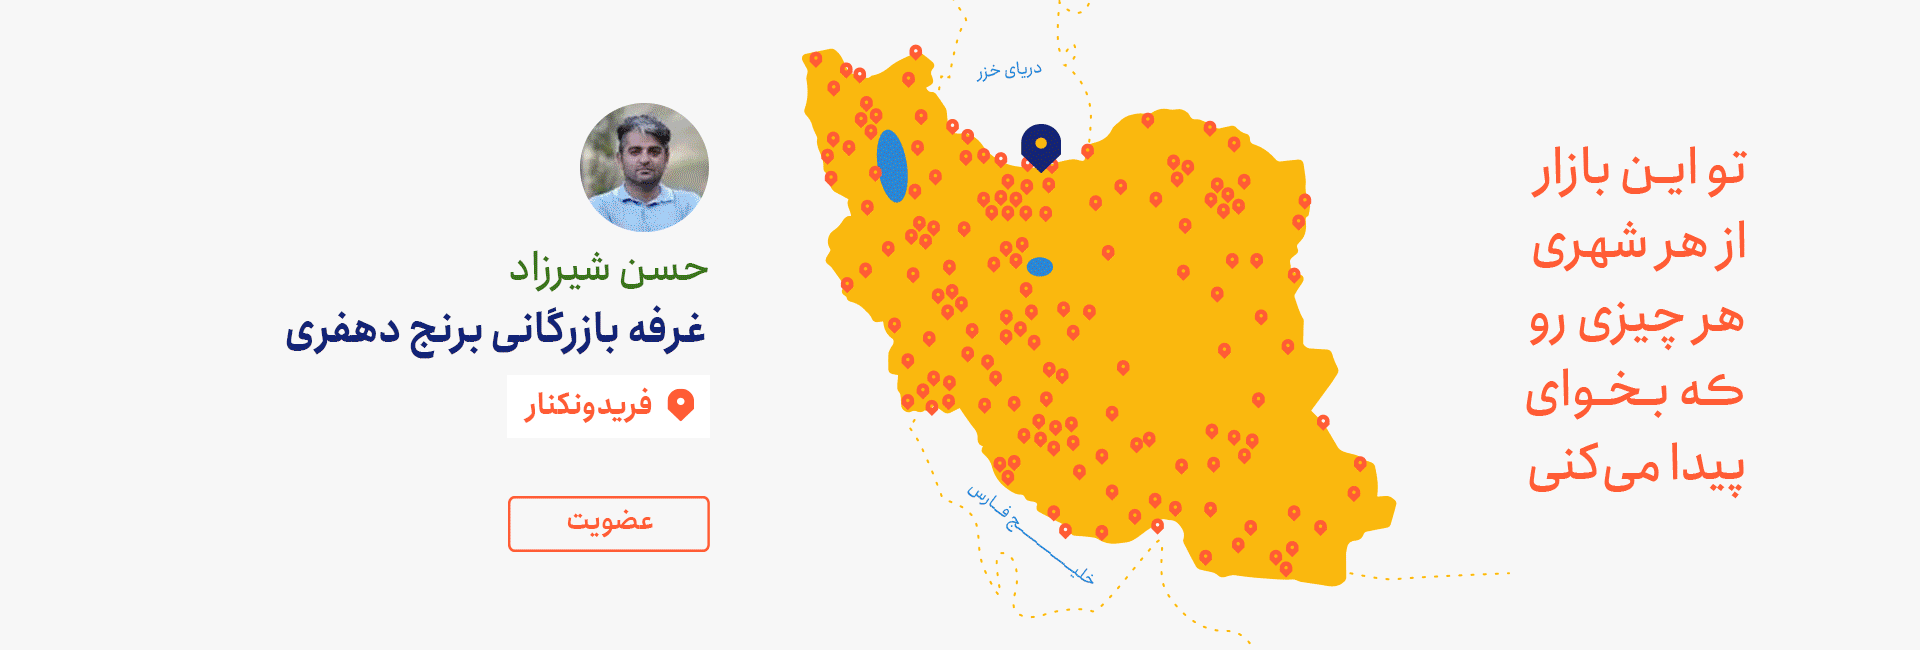 تو این بازار
از هر شهری
هر چیزی رو
که بخوای
پیدا می‌کنی
دریای خزر
خلیج فارس
حسن شیرزاد
غرفه بازرگانی برنج دهفری
فریدونکنار
عضویت